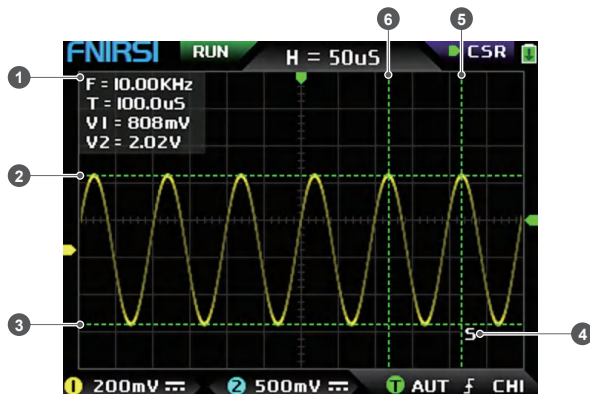 6 5
FNIRSI RUN H = 50uS CSR
1
F = 10.00KHz
T = 100.0uS
V1 = 808mV
V2 = 2.02V
2
3
S 4
1 200mV 2 500mV T AUT CH1